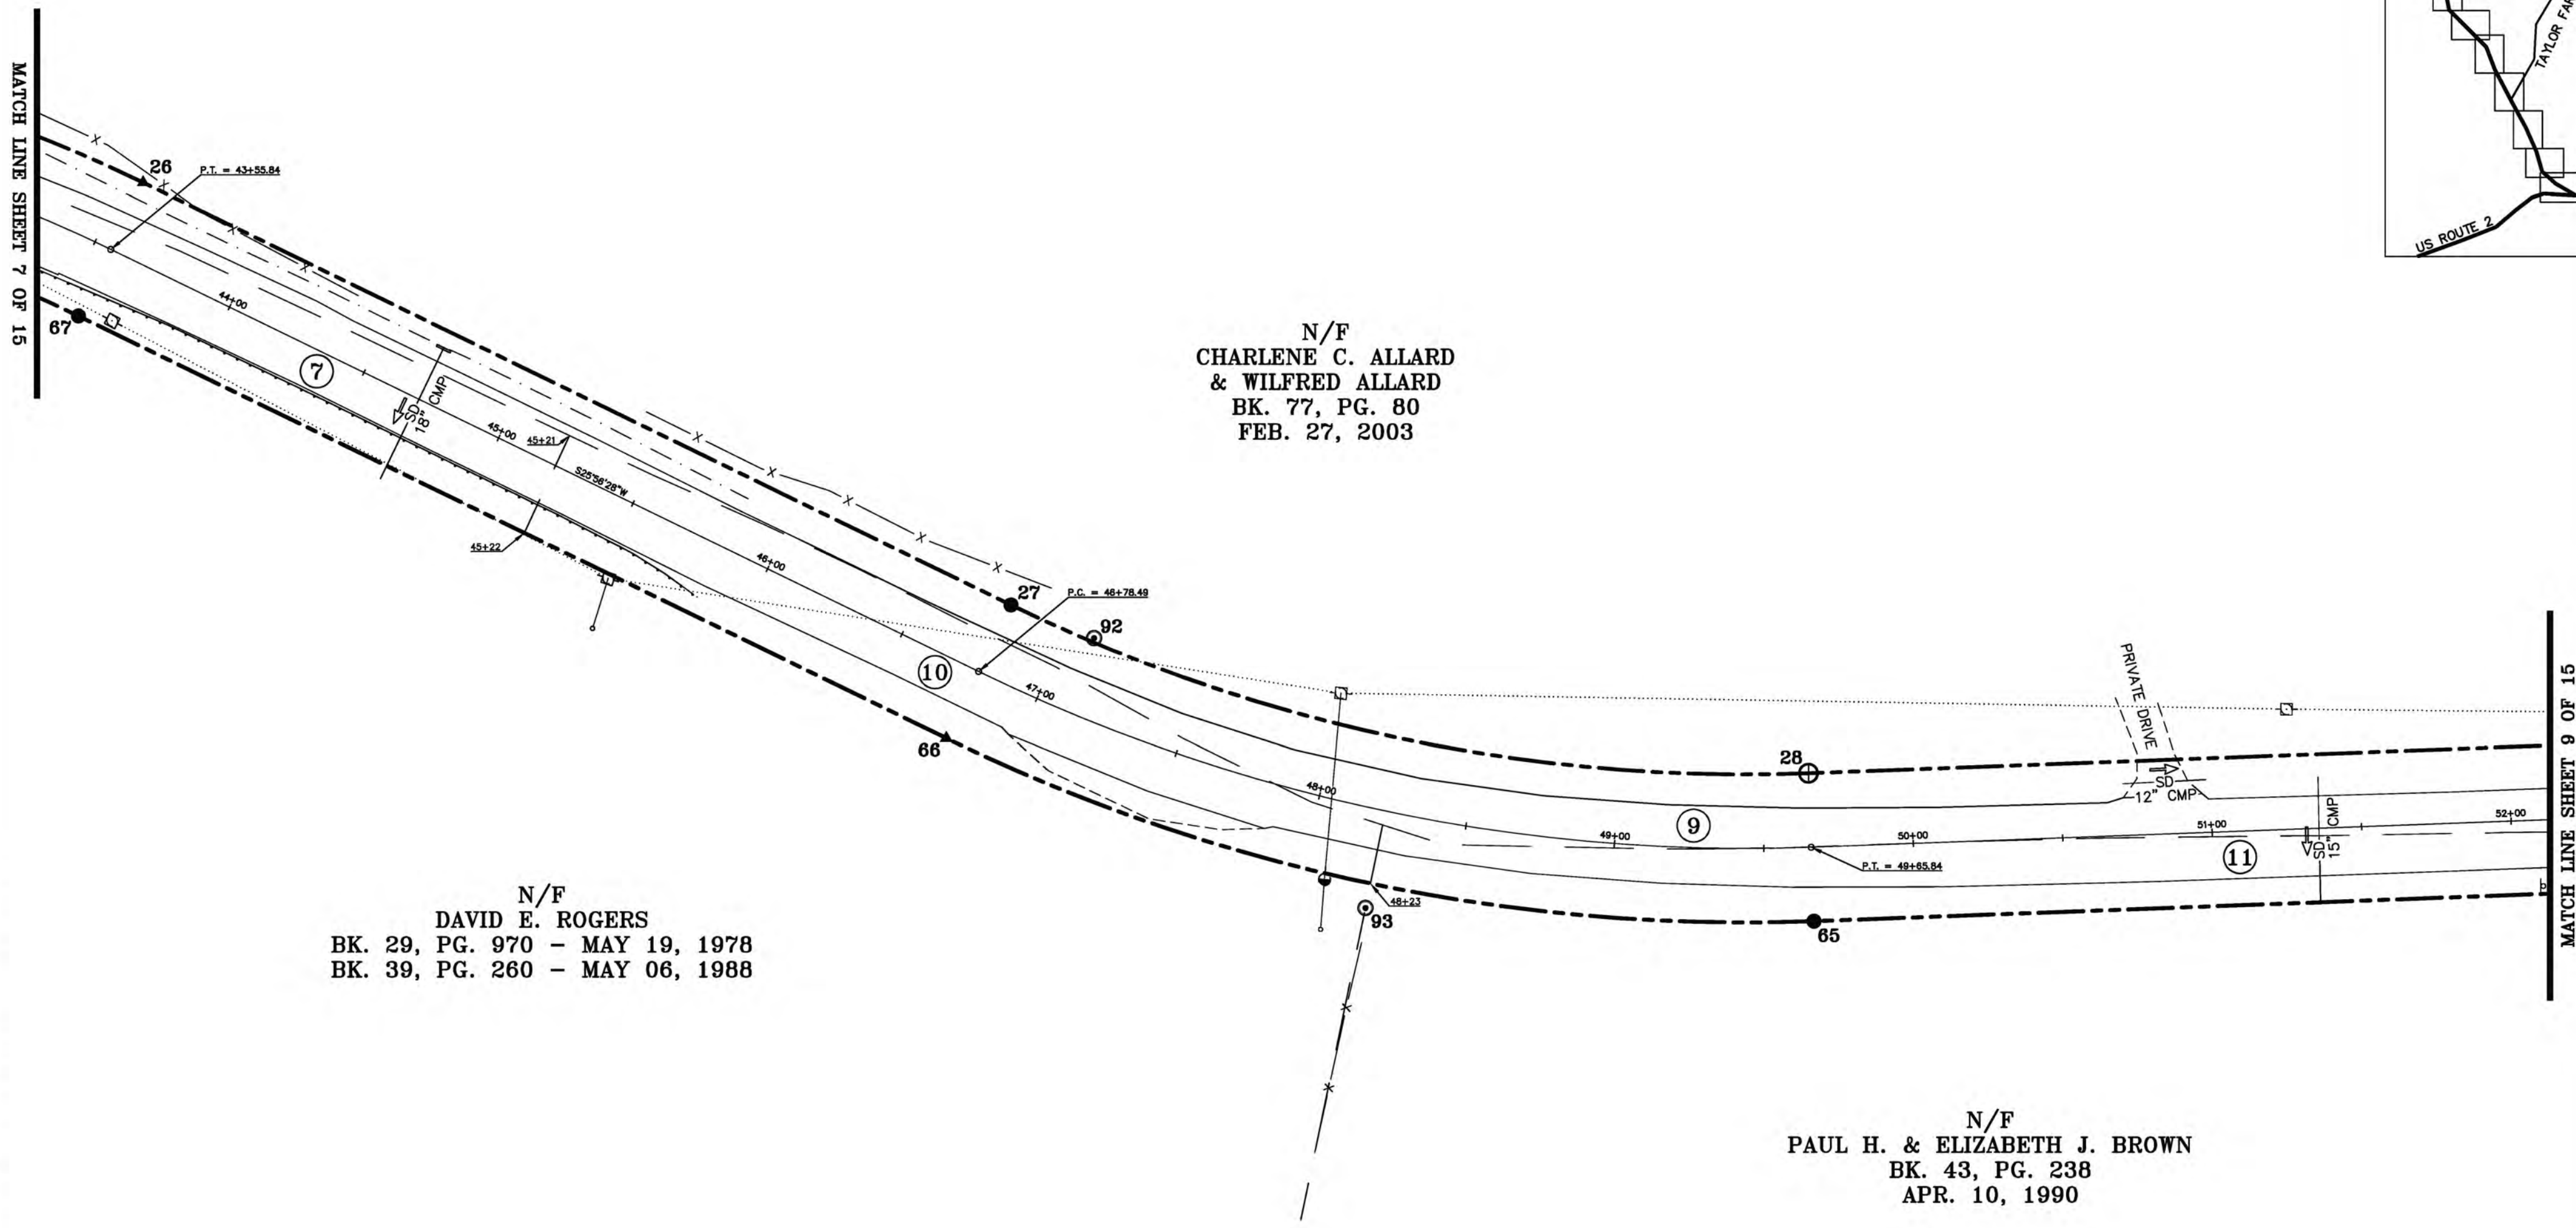 MATCH LINE SHEET 7 OF 15
TAYLOR
US ROUTE 2
26
P.T. = 43+55.84
67
44+00
7
SD
18" CMP
45+00
45+21
S25°56'28"W
45+22
46+00
27
92
P.C. = 46+78.49
10
47+00
66
N/F
CHARLENE C. ALLARD
& WILFRED ALLARD
BK. 77, PG. 80
FEB. 27, 2003
48+00
48+23
93
49+00
9
28
50+00
P.T. = 49+65.84
65
PRIVATE DRIVE
SD
12" CMP
51+00
11
SD
15" CMP
52+00
MATCH LINE SHEET 9 OF 15
N/F
DAVID E. ROGERS
BK. 29, PG. 970 - MAY 19, 1978
BK. 39, PG. 260 - MAY 06, 1988
N/F
PAUL H. & ELIZABETH J. BROWN
BK. 43, PG. 238
APR. 10, 1990